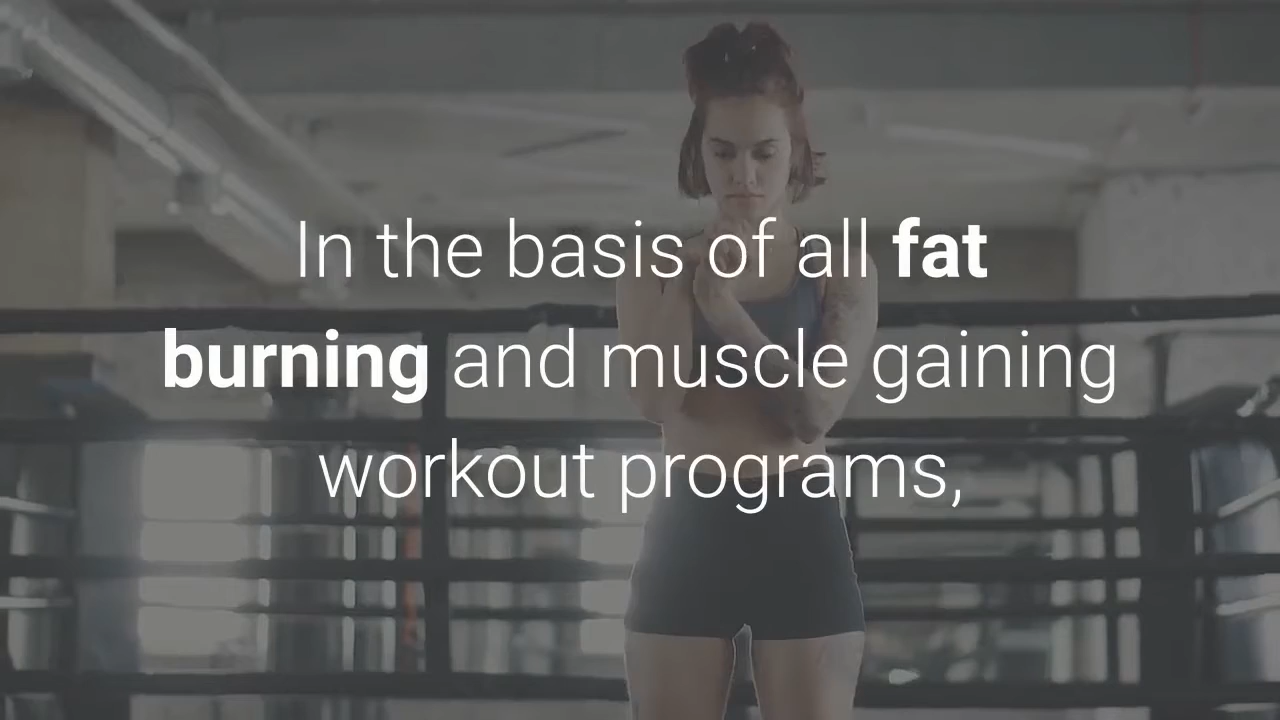 In the basis of all fat
burning and muscle gaining
workout programs,